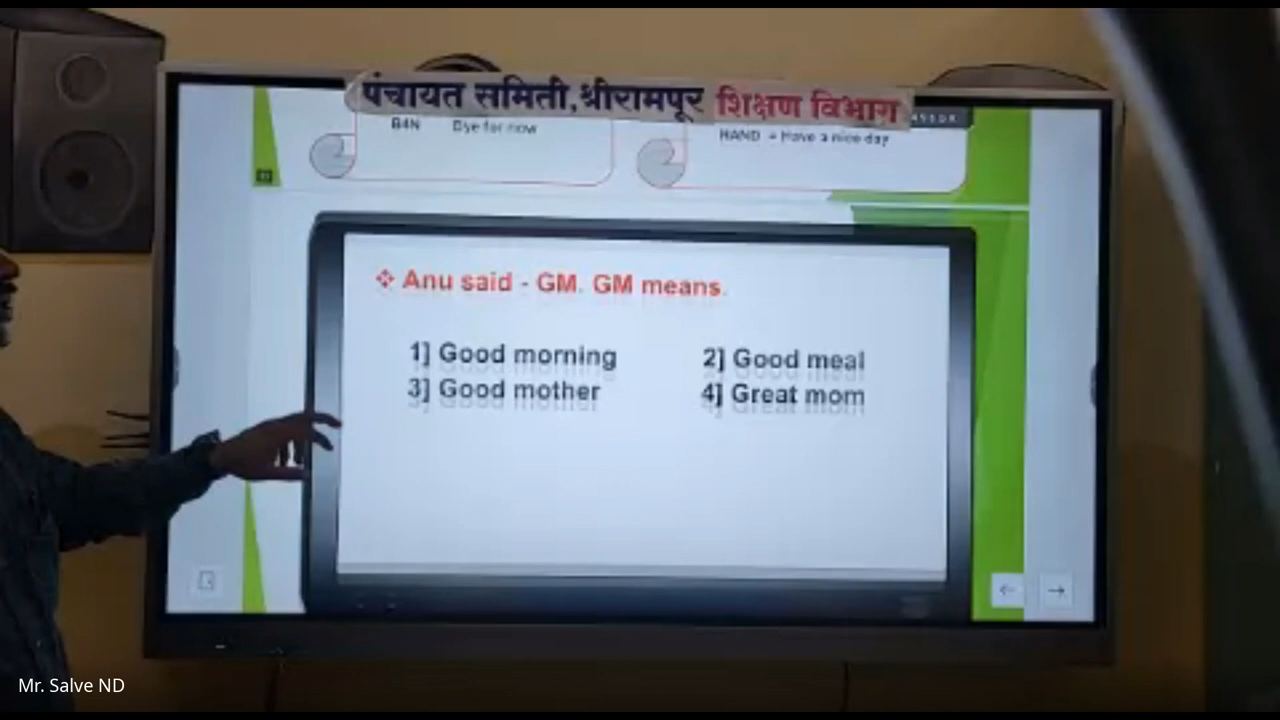 पंचायत समिती,श्रीरामपूर शिक्षण विभाग
B4N Bye for now
HAND = Have a nice day
Anu said - GM. GM means.
1] Good morning 2] Good meal
3] Good mother 4] Great mom
Mr. Salve ND